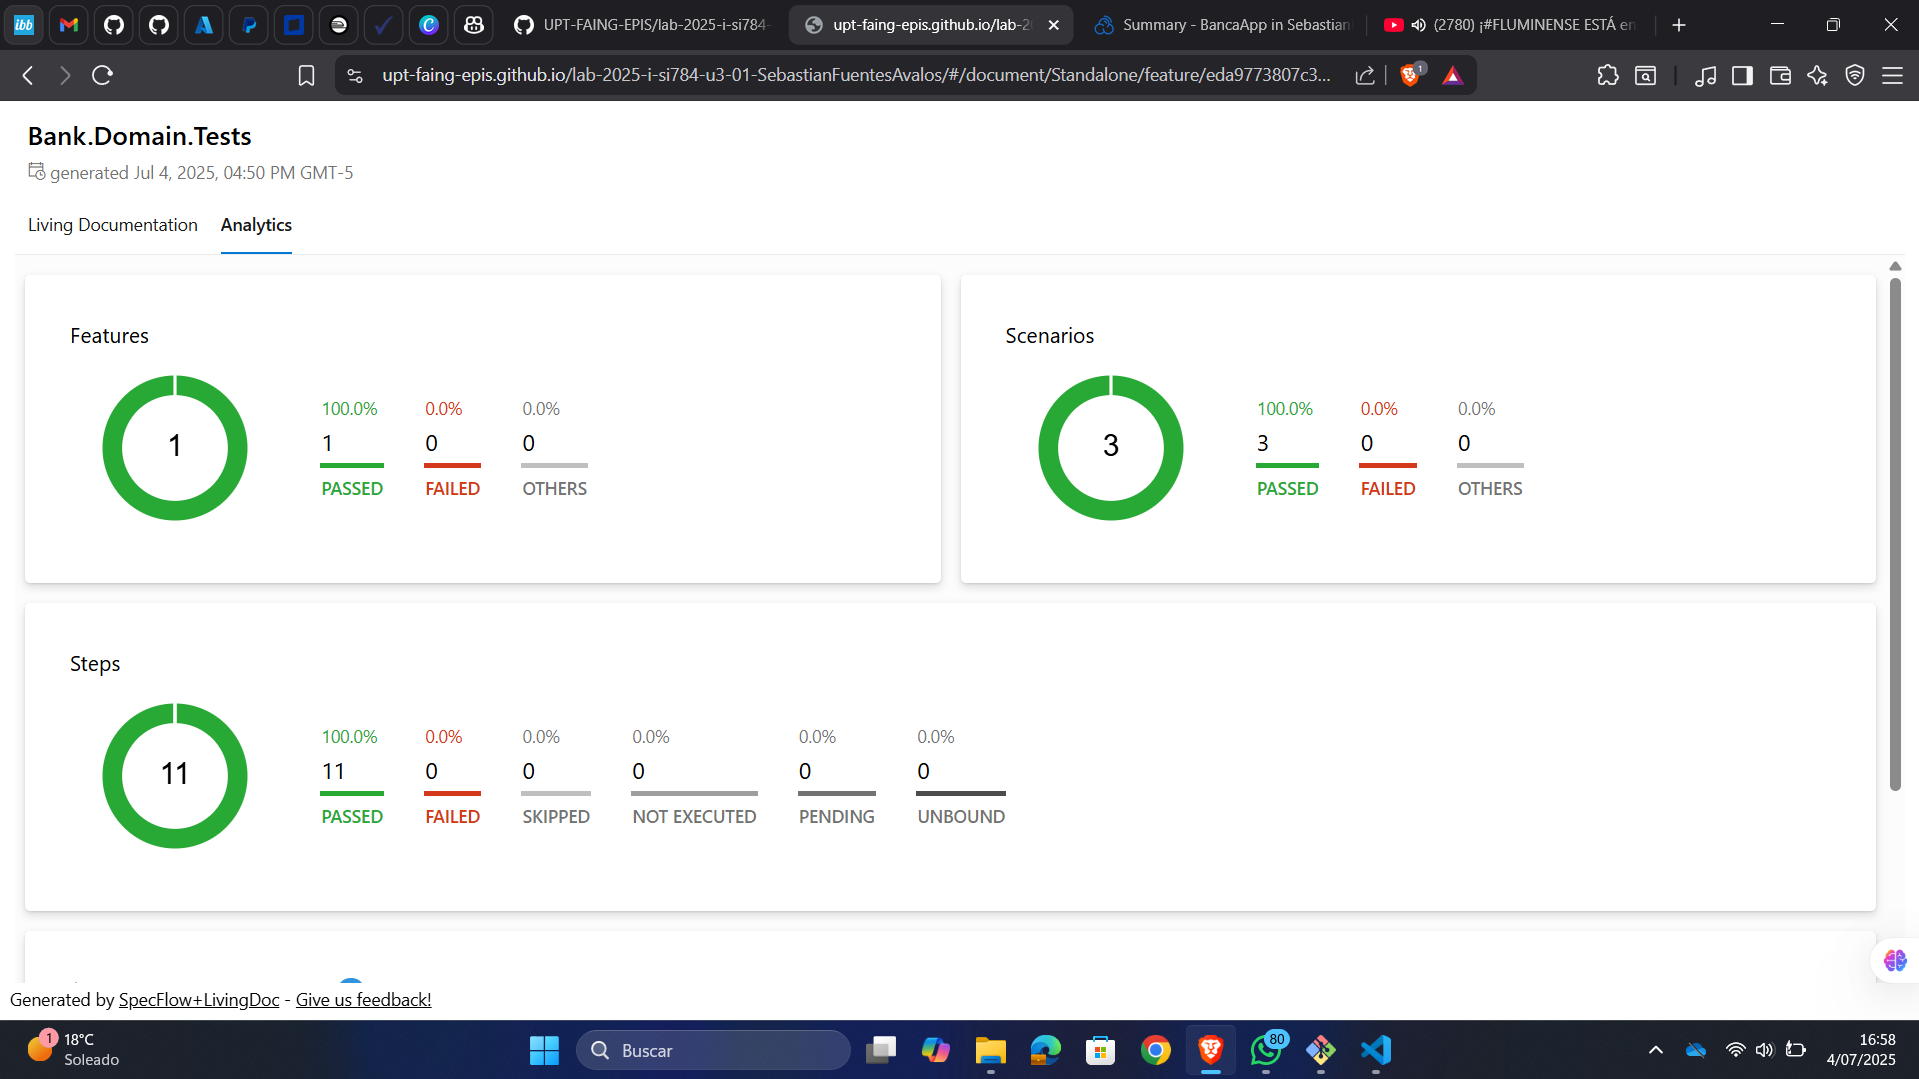 ibb
UPT-FAING-EPIS/lab-2025-i-si784-
upt-faing-epis.github.io/lab-20
Summary - BancaApp in Sebastian
(2780) ¡#FLUMINENSE ESTÁ en
upt-faing-epis.github.io/lab-2025-i-si784-u3-01-SebastianFuentesAvalos/#/document/Standalone/feature/eda9773807c3...
1
Bank.Domain.Tests
generated Jul 4, 2025, 04:50 PM GMT-5
Living Documentation
Analytics
Features
1
100.0%
1
PASSED
0.0%
0
FAILED
0.0%
0
OTHERS
Scenarios
3
100.0%
3
PASSED
0.0%
0
FAILED
0.0%
0
OTHERS
Steps
11
100.0%
11
PASSED
0.0%
0
FAILED
0.0%
0
SKIPPED
0.0%
0
NOT EXECUTED
0.0%
0
PENDING
0.0%
0
UNBOUND
Generated by SpecFlow+LivingDoc - Give us feedback!
1
18°C
Soleado
Buscar
80
16:58
4/07/2025